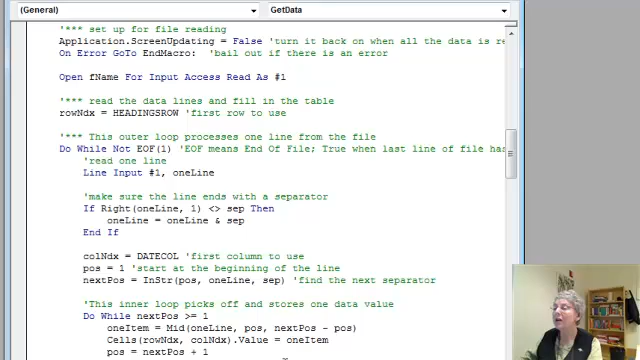 (General)
GetData
'*** set up for file reading
Application.ScreenUpdating = False 'turn it back on when all the data is re
On Error GoTo EndMacro: 'bail out if there is an error
Open fName For Input Access Read As #1
'*** read the data lines and fill in the table
rowNdx = HEADINGSROW 'first row to use
'*** This outer loop processes one line from the file
Do While Not EOF(1) 'EOF means End Of File; True when last line of file has
'read one line
Line Input #1, oneLine
'make sure the line ends with a separator
If Right(oneLine, 1) <> sep Then
oneLine = oneLine & sep
End If
colNdx = DATECOL 'first column to use
pos = 1 'start at the beginning of the line
nextPos = InStr(pos, oneLine, sep) 'find the next separator
'This inner loop picks off and stores one data value
Do While nextPos >= 1
oneItem = Mid(oneLine, pos, nextPos - pos)
Cells(rowNdx, colNdx).Value = oneItem
pos = nextPos + 1